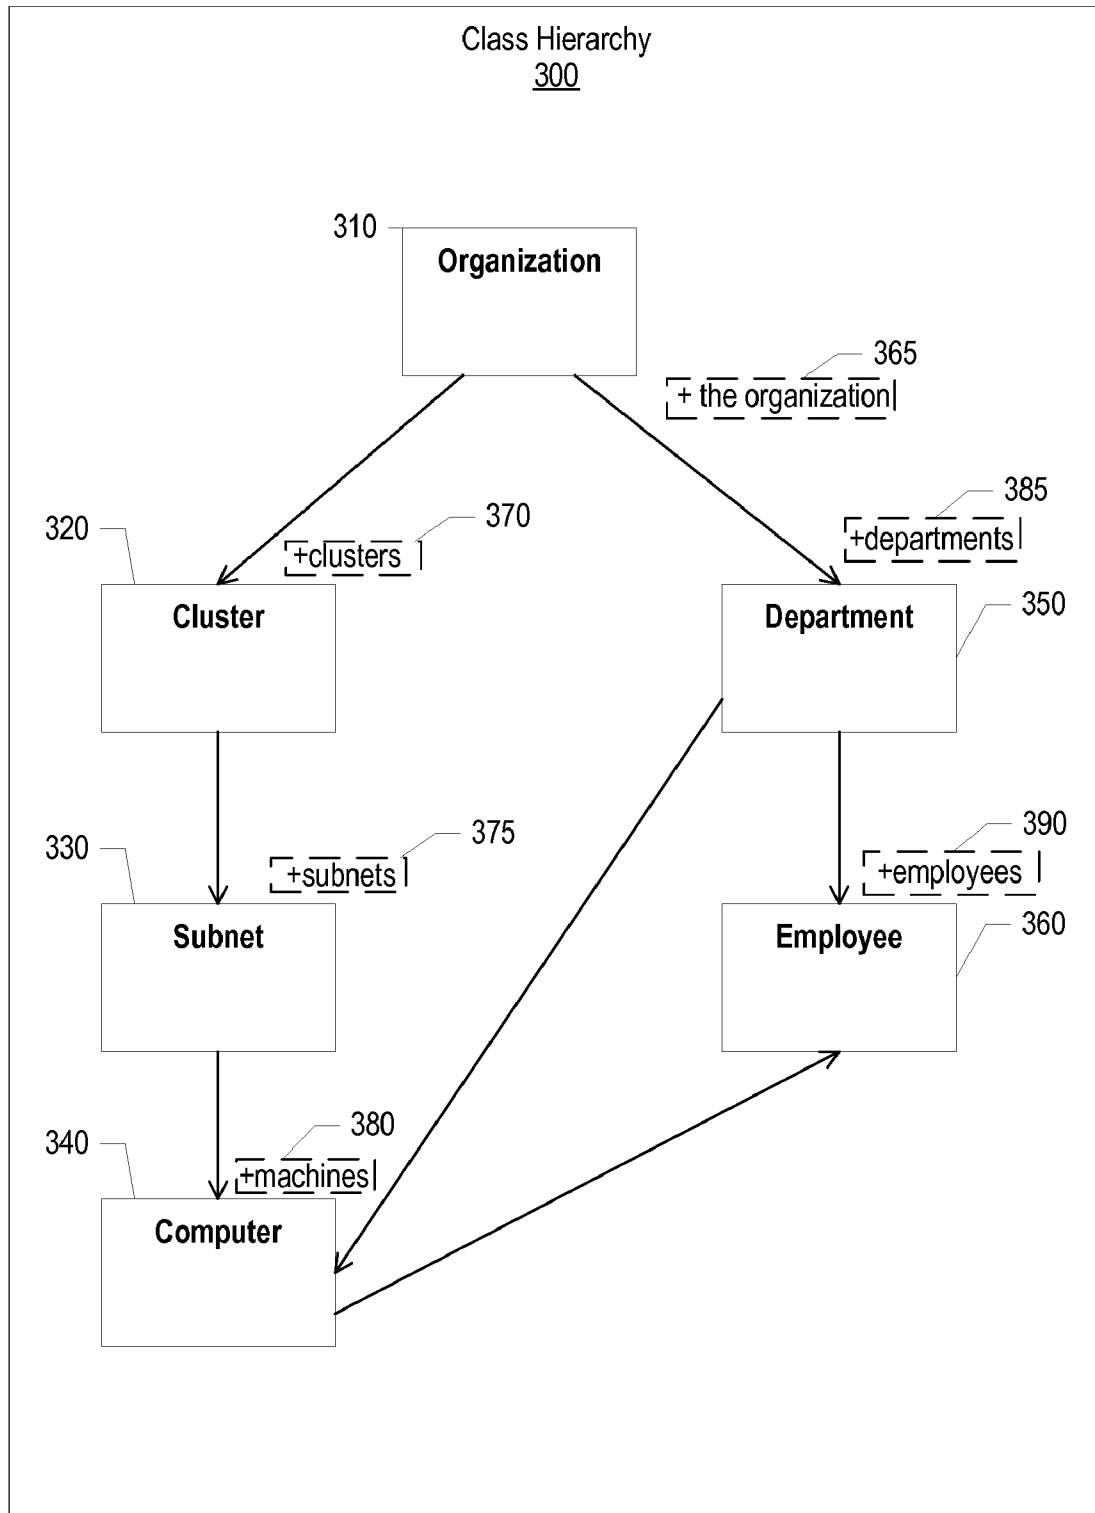 Class Hierarchy
300
310
Organization
365
+ the organization
385
+departments
370
+clusters
320
Cluster
Department
350
375
+subnets
330
390
+employees
Subnet
Employee
360
380
+machines
340
Computer